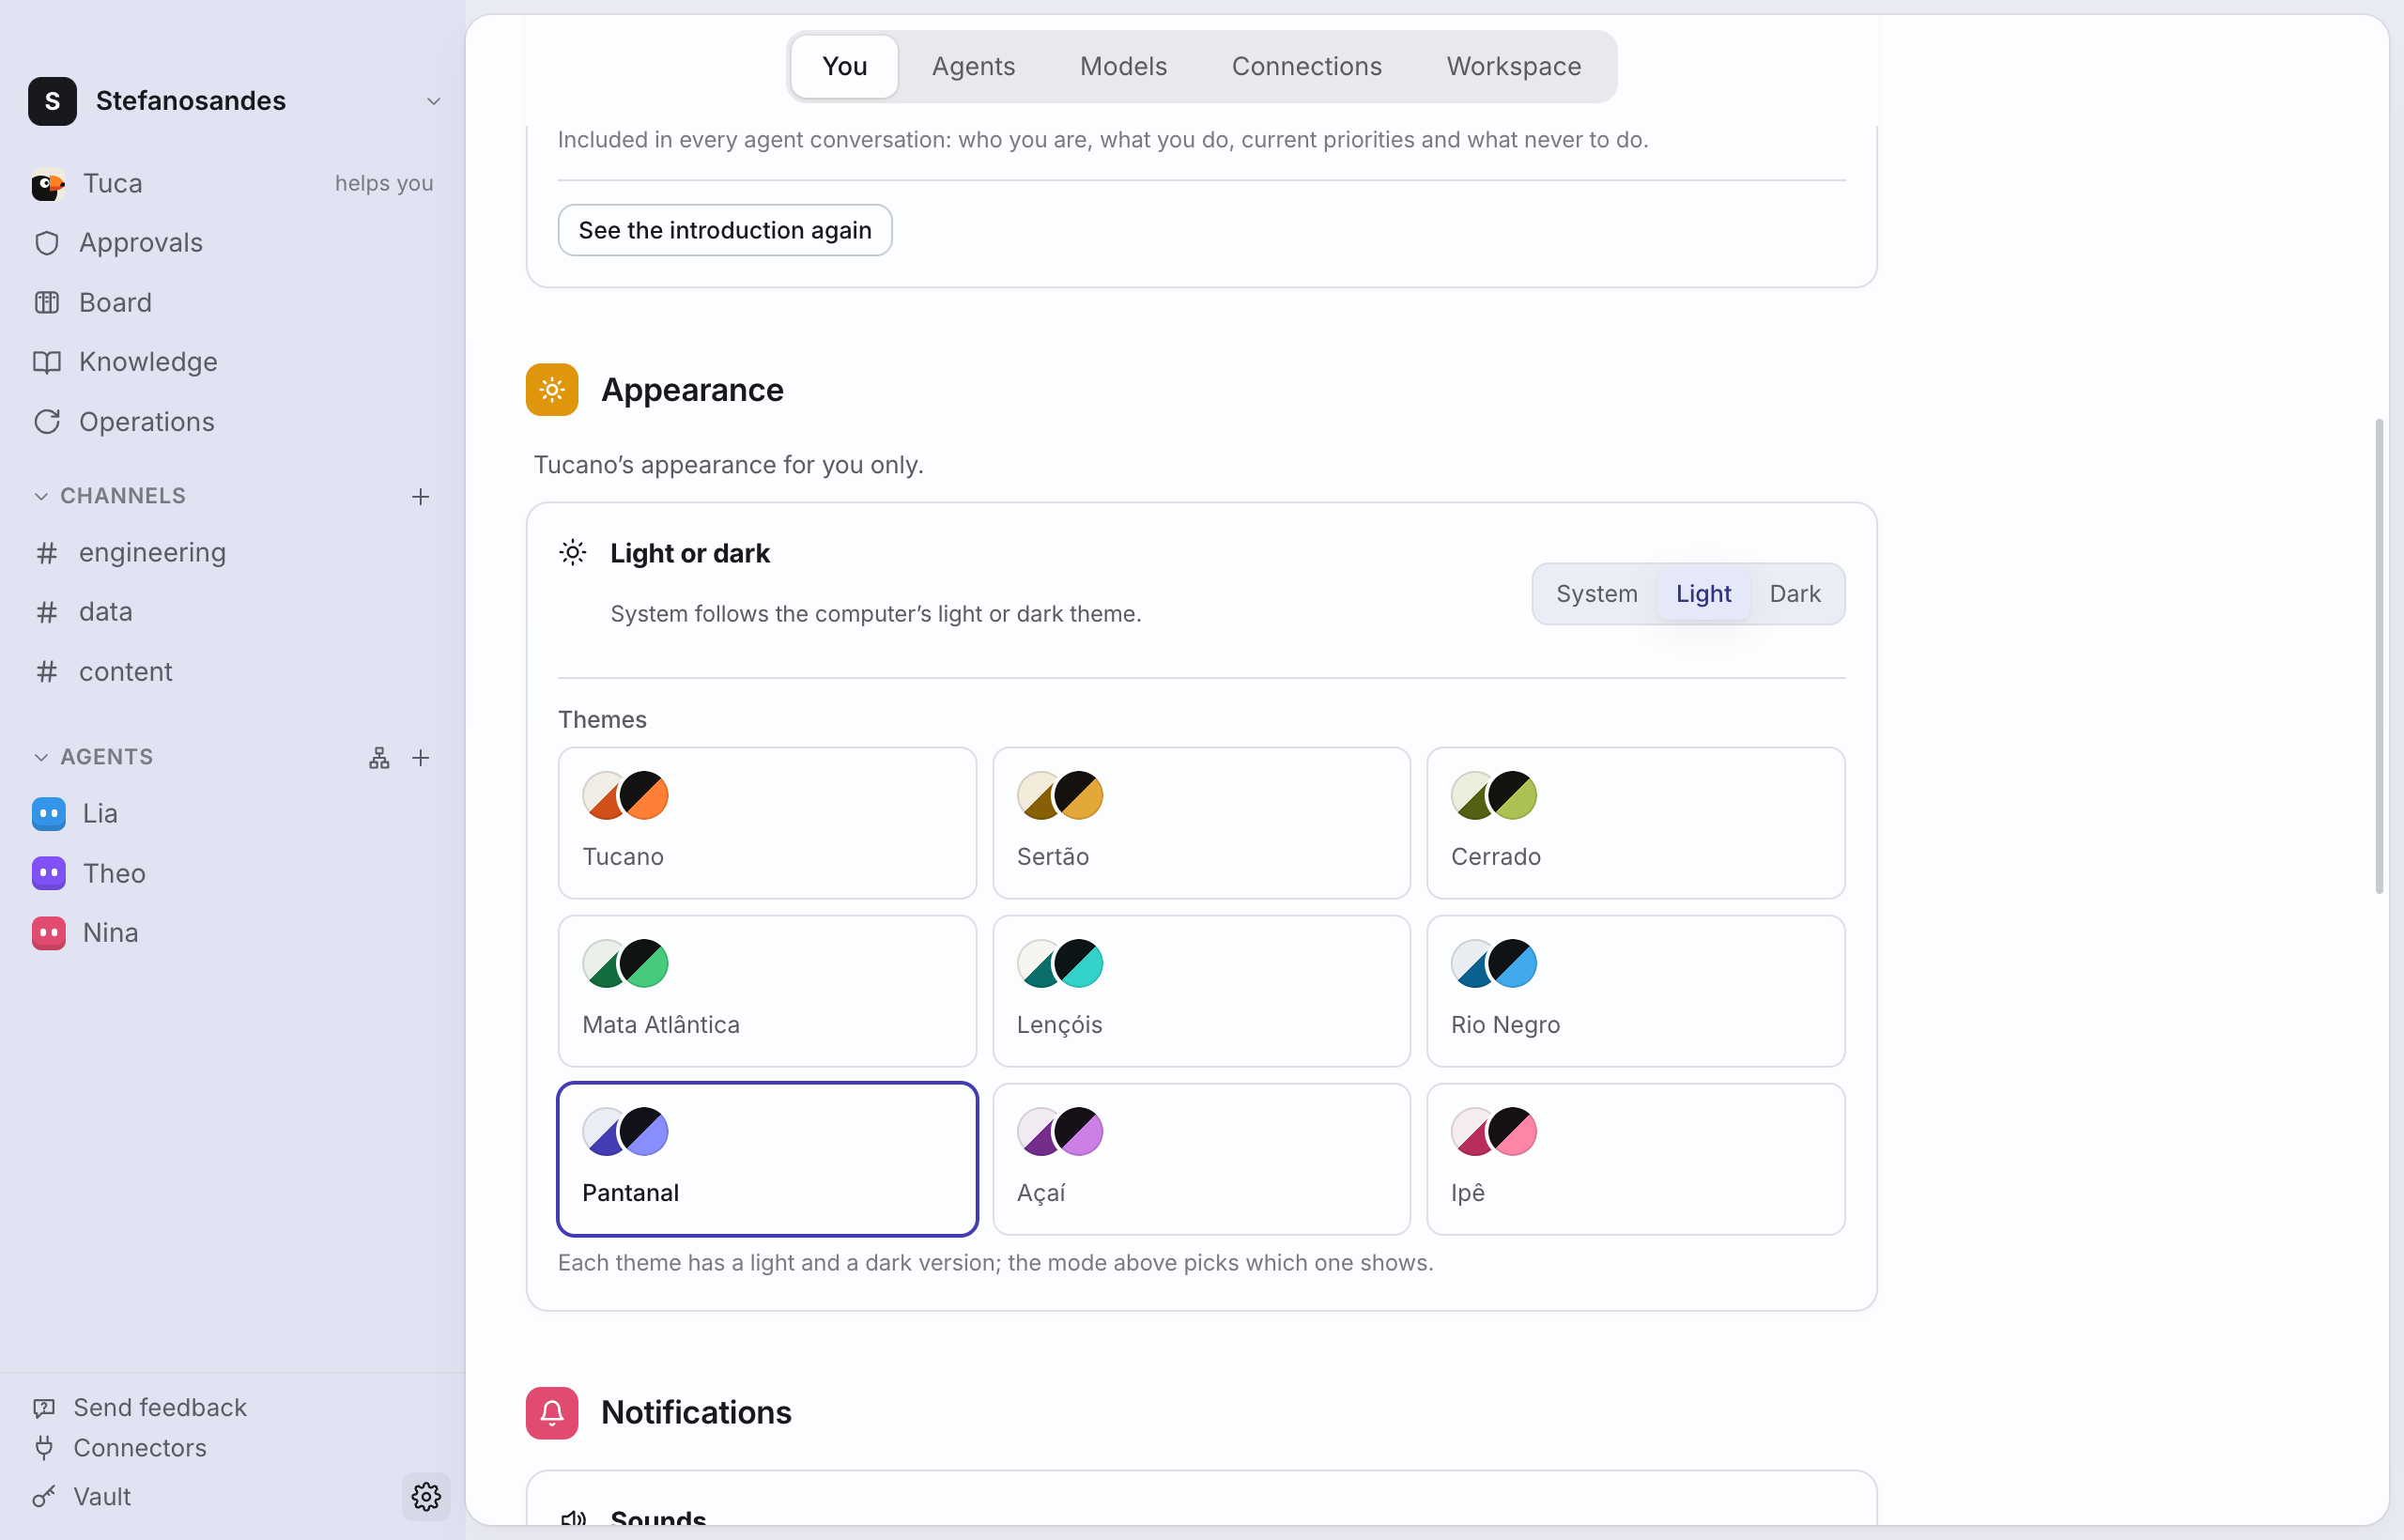 S Stefanosandes
Tuca helps you
Approvals
Board
Knowledge
Operations
CHANNELS
# engineering
# data
# content
AGENTS
Lia
Theo
Nina
Send feedback
Connectors
Vault
You Agents Models Connections Workspace
Included in every agent conversation: who you are, what you do, current priorities and what never to do.
See the introduction again
Appearance
Tucano’s appearance for you only.
Light or dark
System follows the computer’s light or dark theme.
System Light Dark
Themes
Tucano Sertão Cerrado
Mata Atlântica Lençóis Rio Negro
Pantanal Açaí Ipê
Each theme has a light and a dark version; the mode above picks which one shows.
Notifications
Sounds